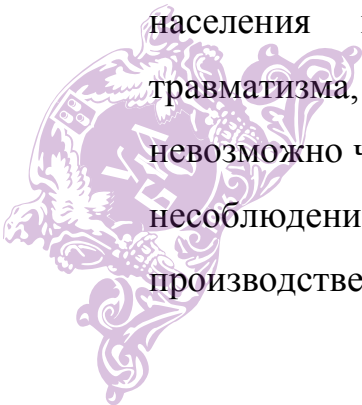 населения
травматизма,
невозможно ч
несоблюдени
производстве